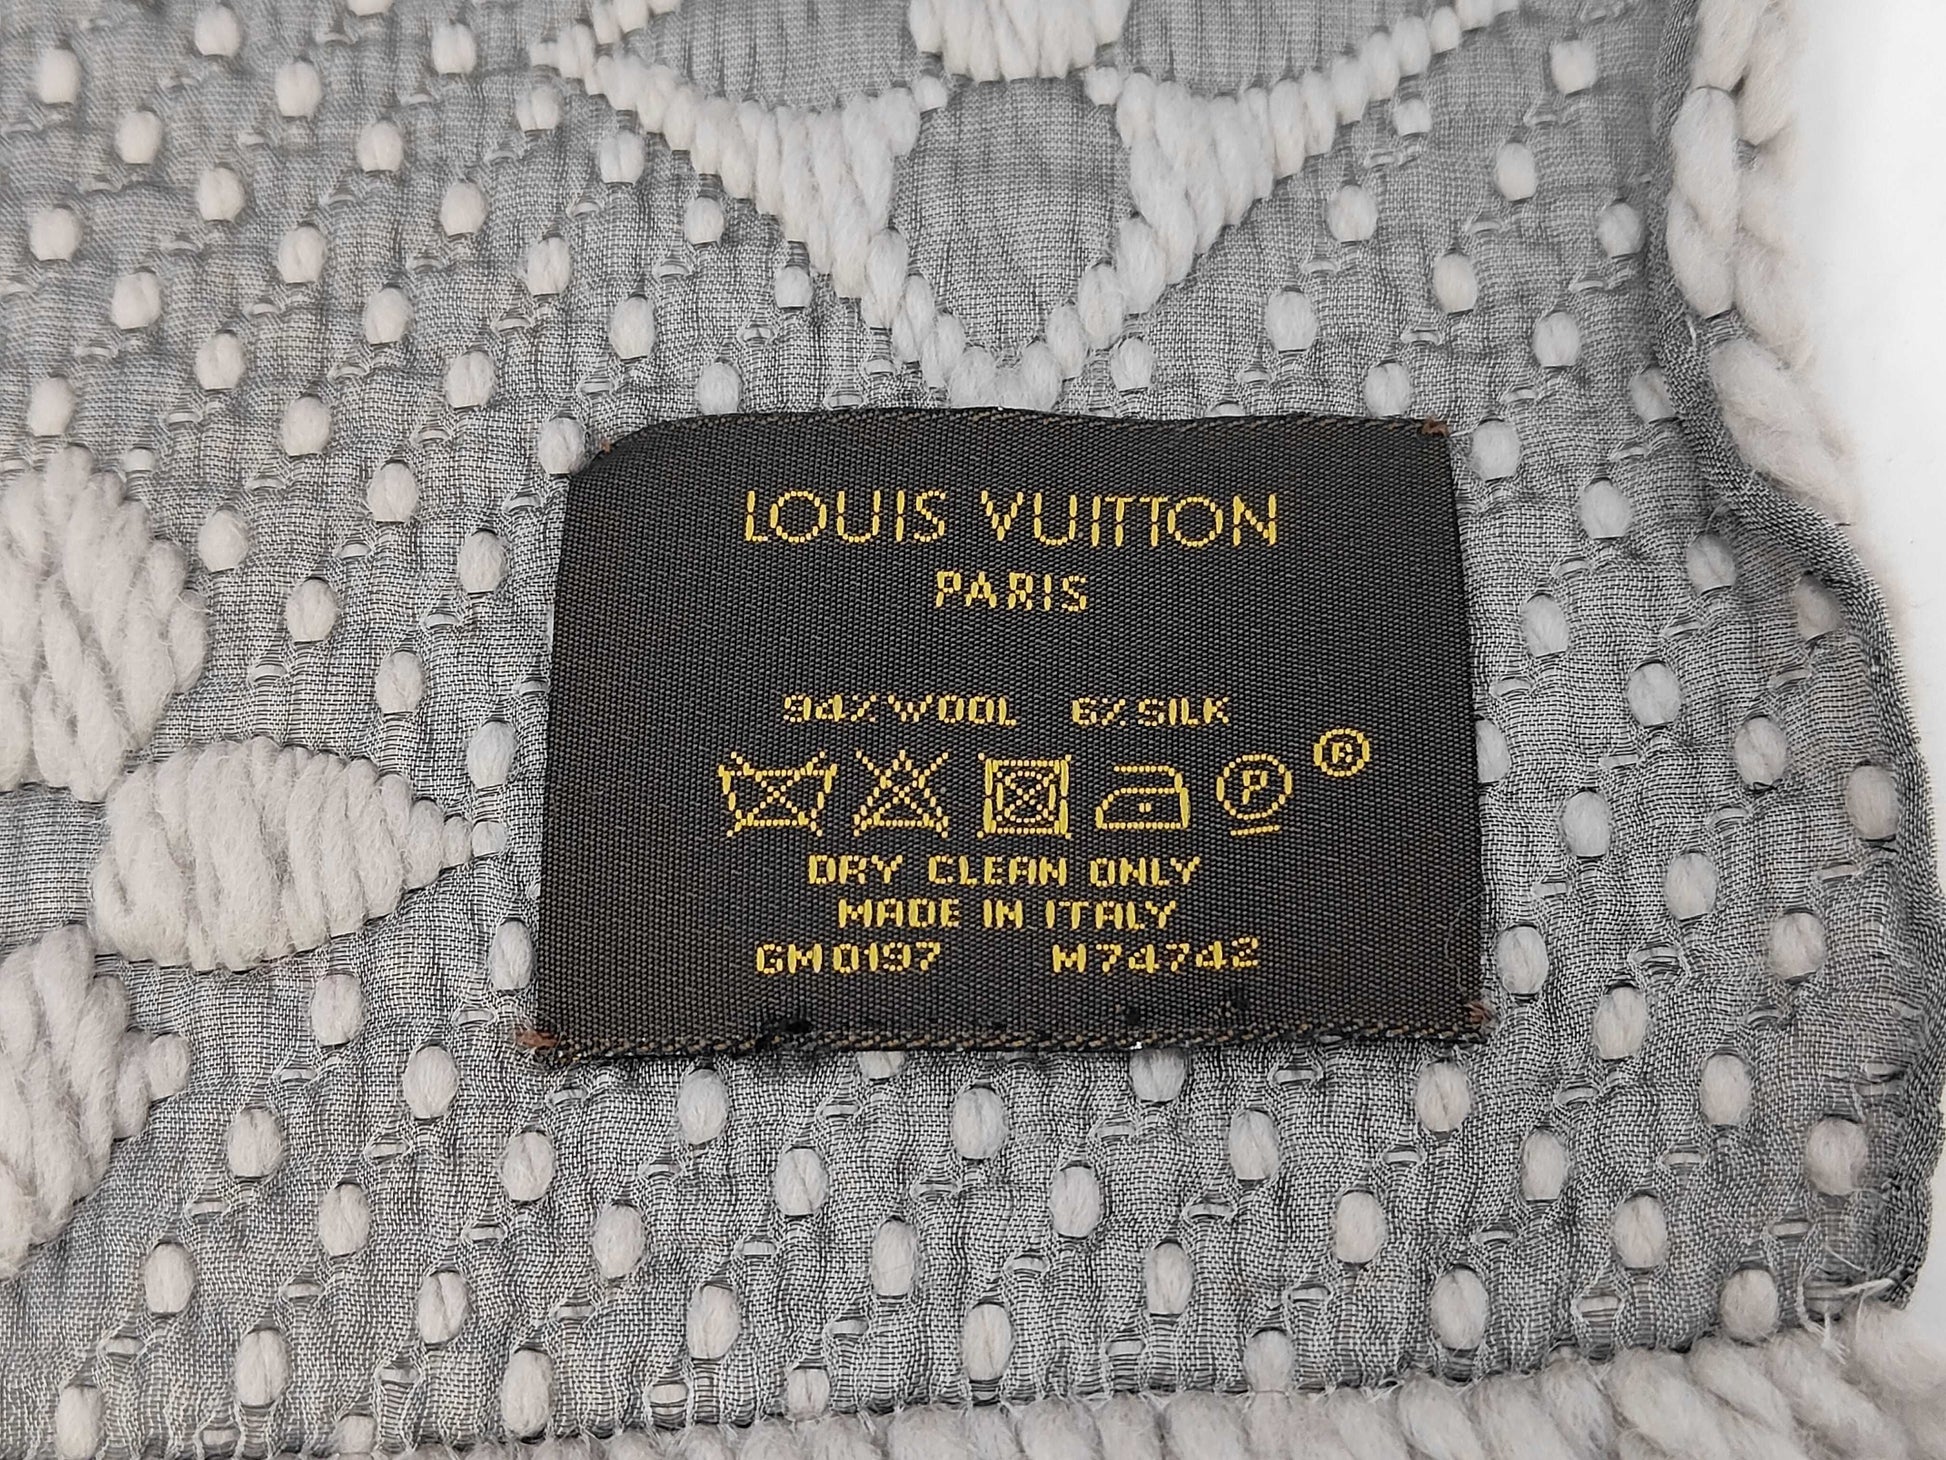 LOUIS VUITTON
PARIS
94% WOOL 6% SILK
P ®
DRY CLEAN ONLY
MADE IN ITALY
GM0197 M74742